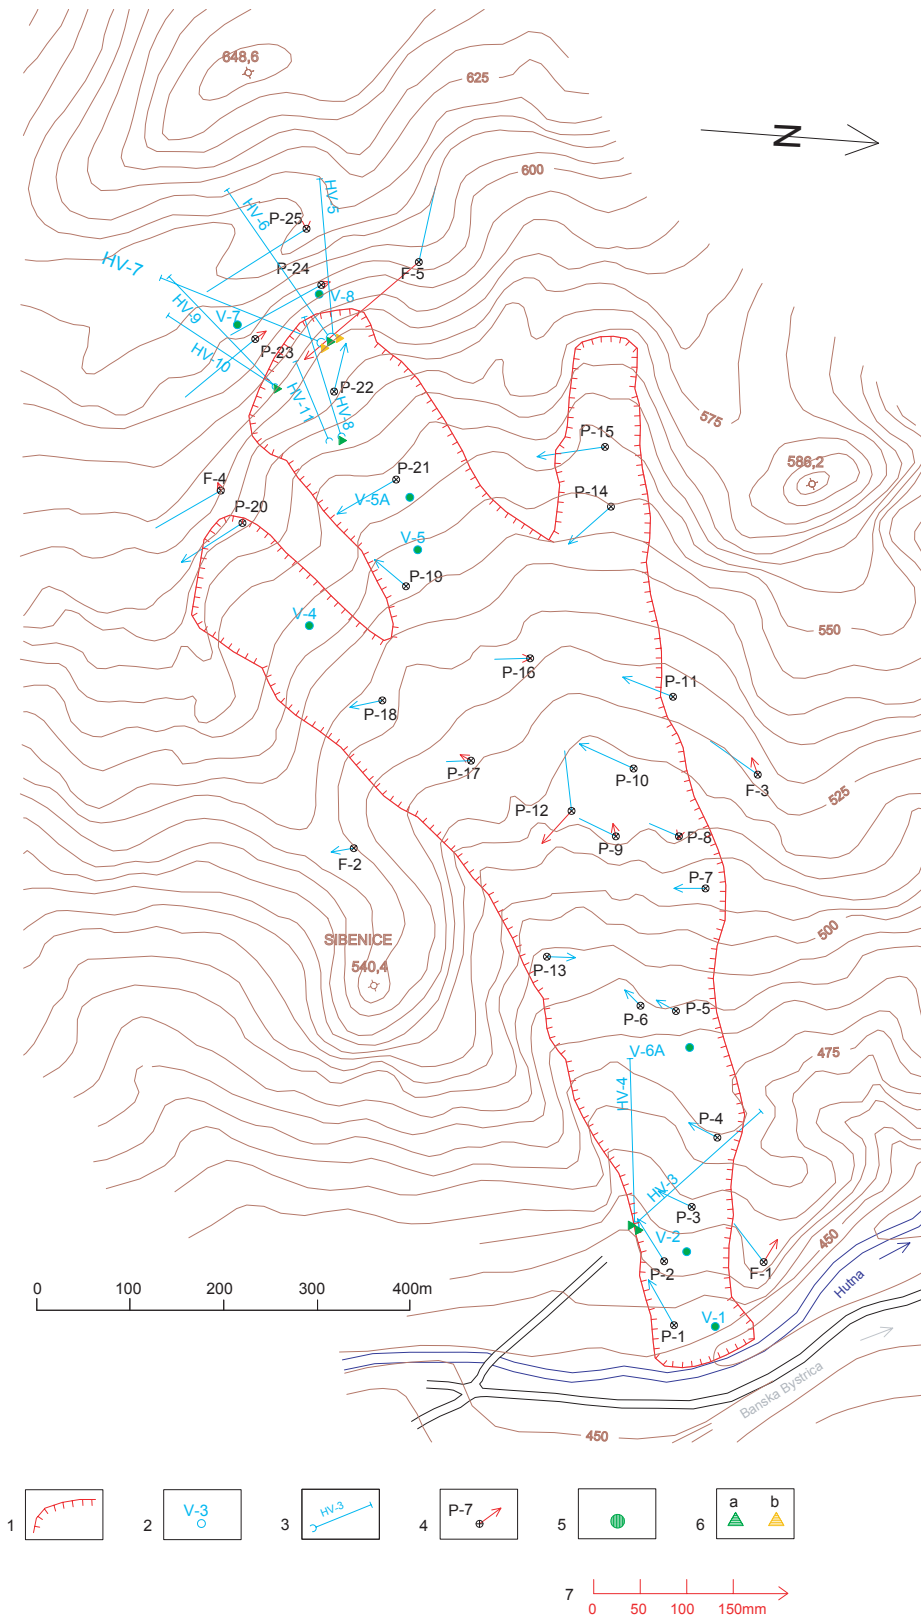 648,6
625
N
600
HV-5
HV-6
P-25
HV-7
P-24
F-5
V-8
HV-9
V-7
P-23
HV-10
P-22
HV-11
HV-8
575
P-15
586,2
P-21
F-4
V-5A
P-14
P-20
V-5
P-19
V-4
550
P-16
P-11
P-18
P-17
P-10
F-3
525
P-12
P-9
P-8
F-2
P-7
500
SIBENICE
540,4
P-13
P-6
P-5
V-6A
475
HV-4
P-4
HV-3
P-3
450
V-2
P-2
F-1
Hutna
0 100 200 300 400m
V-1
P-1
Banska Bystrica
450
1
2 V-3
3 HV-3
4 P-7
5
6 a b
7
0 50 100 150mm